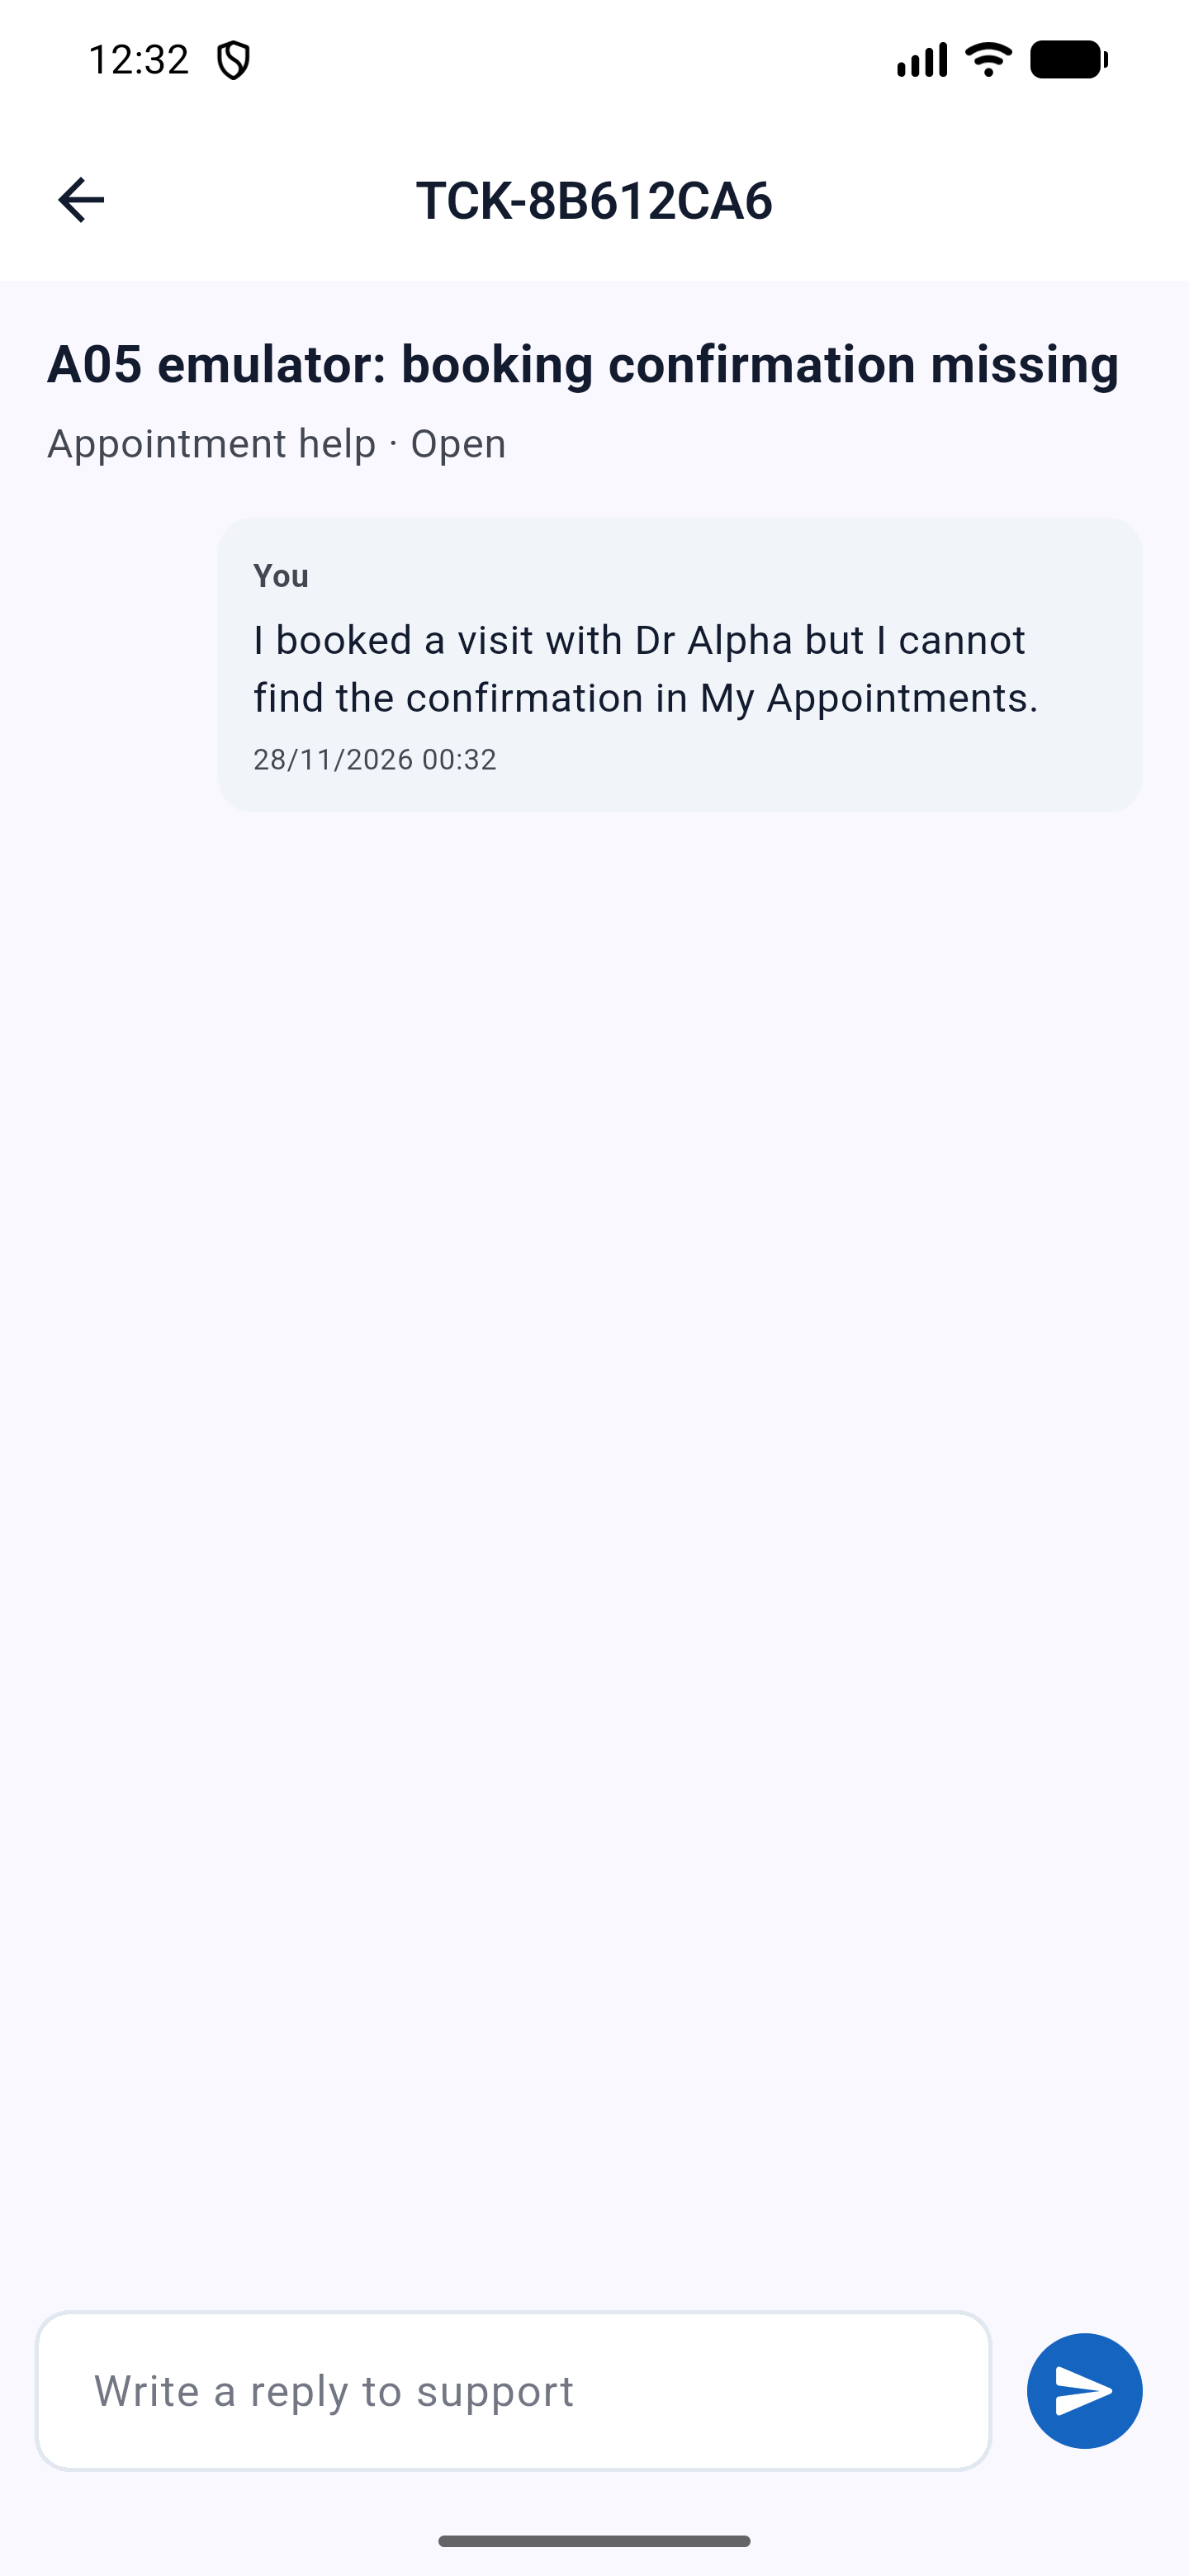 12:32
TCK-8B612CA6
A05 emulator: booking confirmation missing
Appointment help · Open
You
I booked a visit with Dr Alpha but I cannot
find the confirmation in My Appointments.
28/11/2026 00:32
Write a reply to support